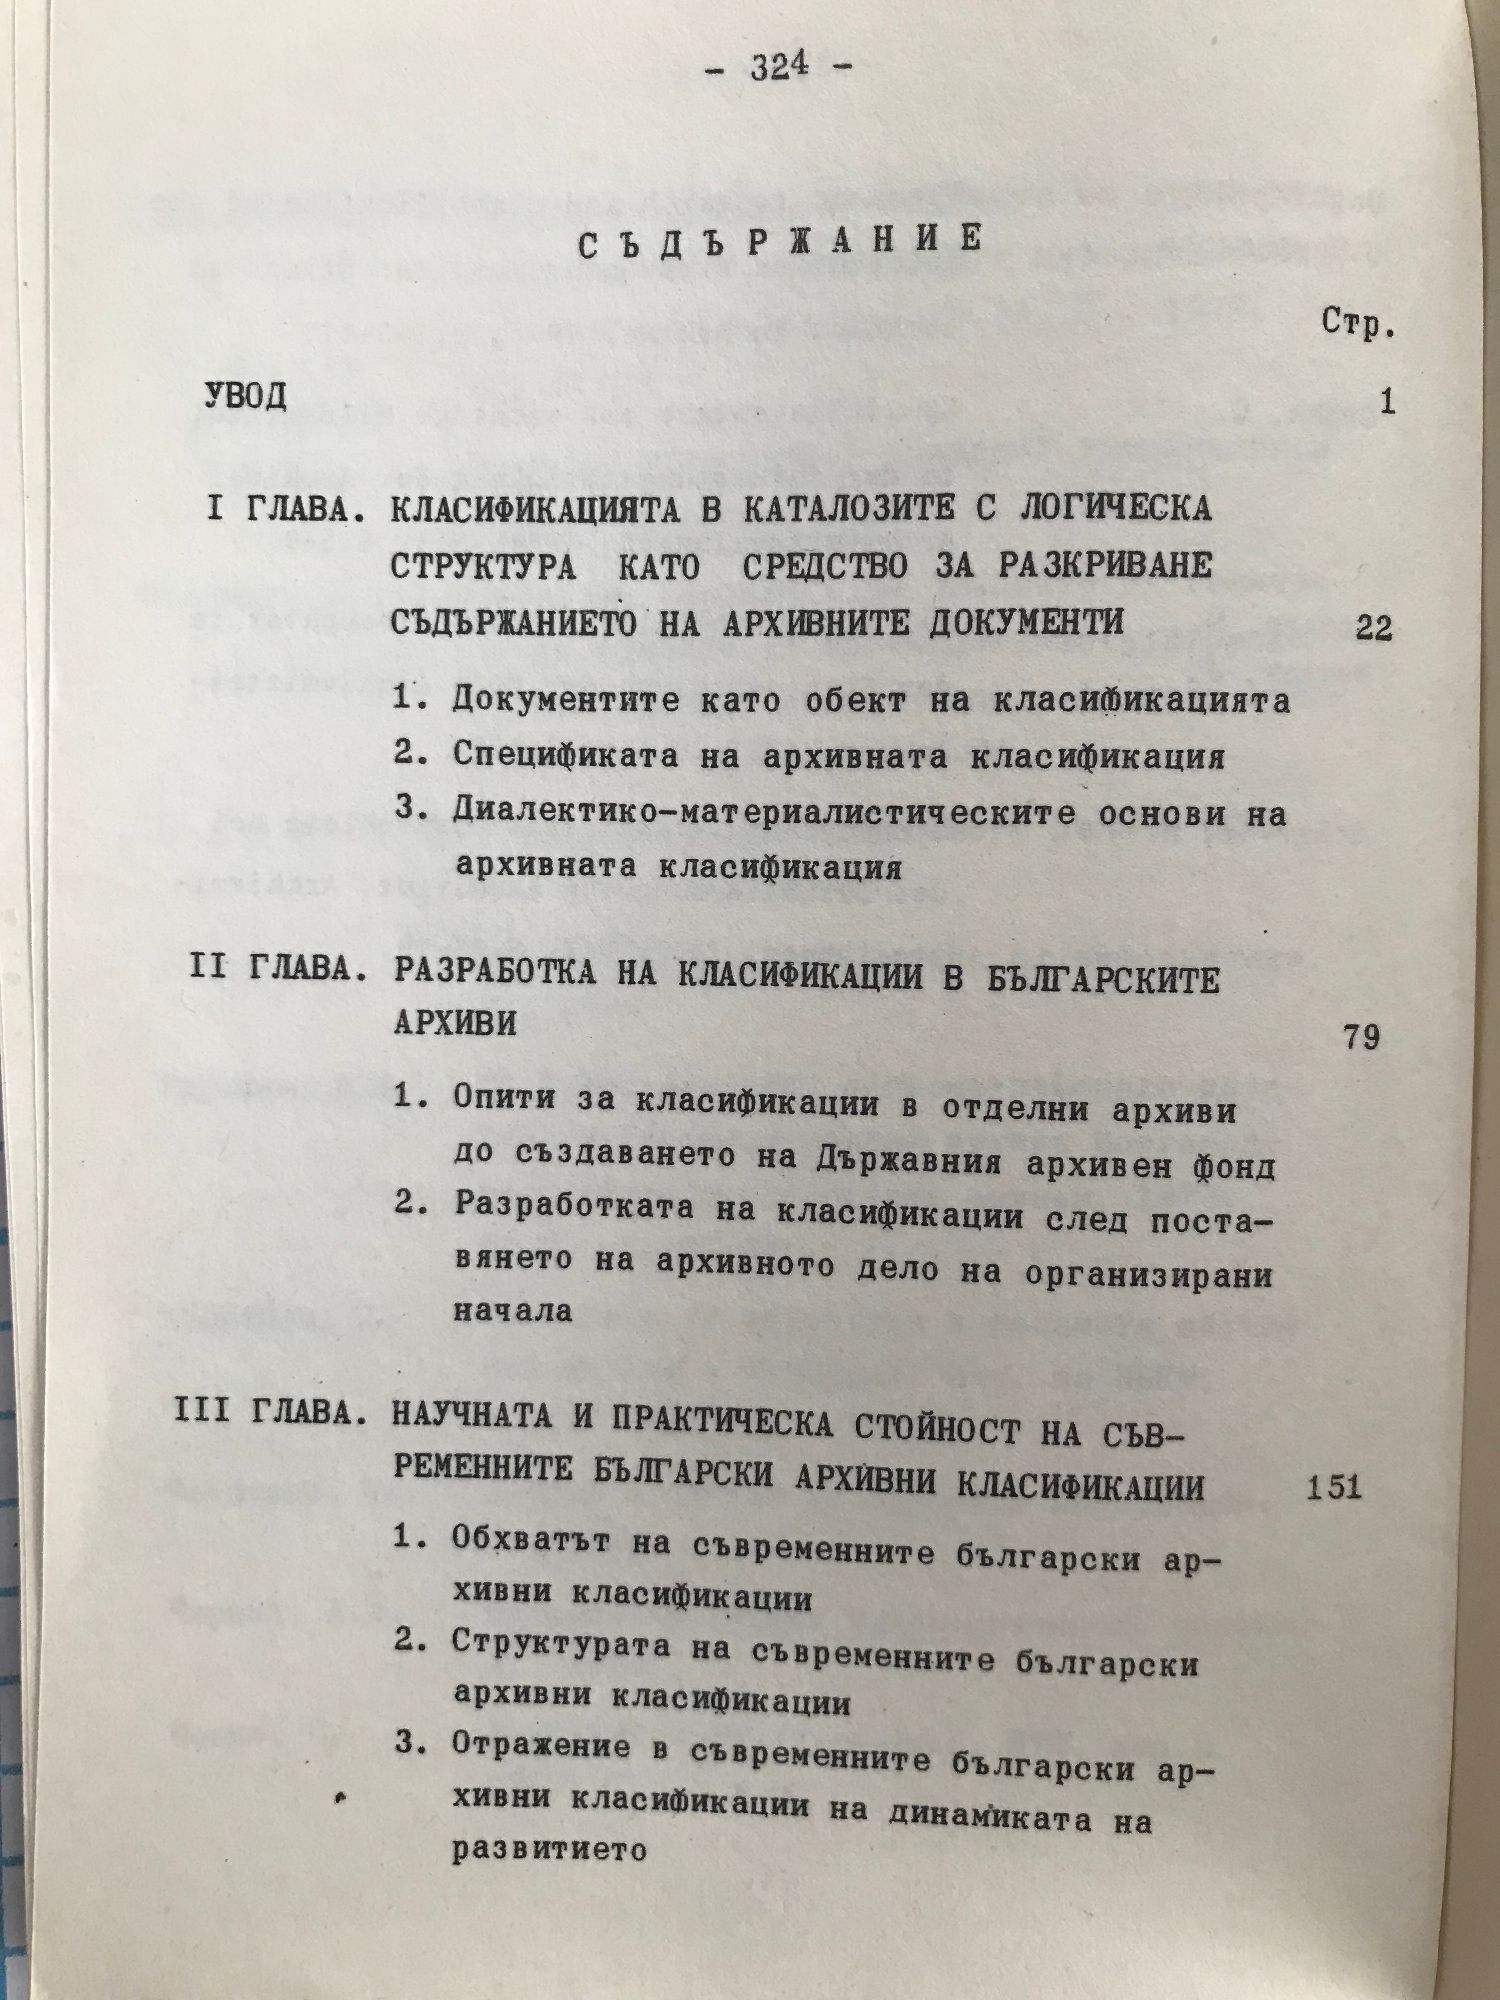 - 324 -
СЪДЪРЖАНИЕ
Стр.
УВОД 1
I ГЛАВА. КЛАСИФИКАЦИЯТА В КАТАЛОЗИТЕ С ЛОГИЧЕСКА
СТРУКТУРА КАТО СРЕДСТВО ЗА РАЗКРИВАНЕ
СЪДЪРЖАНИЕТО НА АРХИВНИТЕ ДОКУМЕНТИ 22
1. Документите като обект на класификацията
2. Спецификата на архивната класификация
3. Диалектико-материалистическите основи на
архивната класификация
II ГЛАВА. РАЗРАБОТКА НА КЛАСИФИКАЦИИ В БЪЛГАРСКИТЕ
АРХИВИ 79
1. Опити за класификации в отделни архиви
до създаването на Държавния архивен фонд
2. Разработката на класификации след поста-
вянето на архивното дело на организирани
начала
III ГЛАВА. НАУЧНАТА И ПРАКТИЧЕСКА СТОЙНОСТ НА СЪВ-
РЕМЕННИТЕ БЪЛГАРСКИ АРХИВНИ КЛАСИФИКАЦИИ 151
1. Обхватът на съвременните български ар-
хивни класификации
2. Структурата на съвременните български
архивни класификации
3. Отражение в съвременните български ар-
хивни класификации на динамиката на
развитието